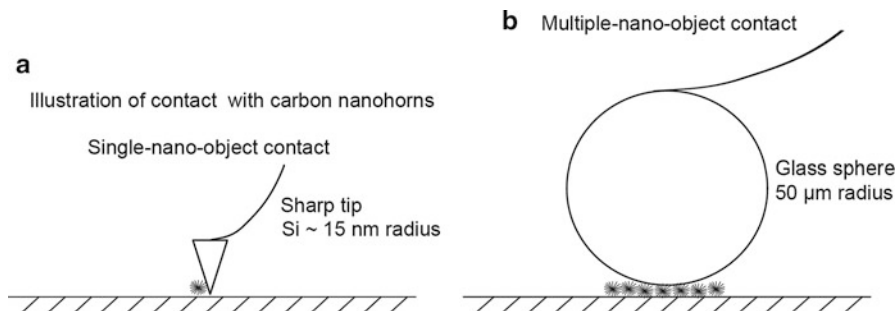 a
Illustration of contact with carbon nanohorns
Single-nano-object contact
Sharp tip
Si ~ 15 nm radius
b
Multiple-nano-object contact
Glass sphere
50 μm radius